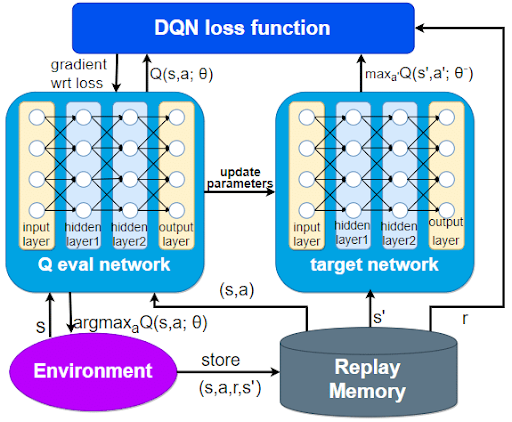 DQN loss function
gradient
wrt loss
Q(s,a; θ)
maxₐ'Q(s',a'; θ⁻)
input
layer
hidden
layer1
hidden
layer2
output
layer
Q eval network
update
parameters
input
layer
hidden
layer1
hidden
layer2
output
layer
target network
(s,a)
s
argmaxₐQ(s,a; θ)
s'
r
Environment
store
(s,a,r,s')
Replay
Memory